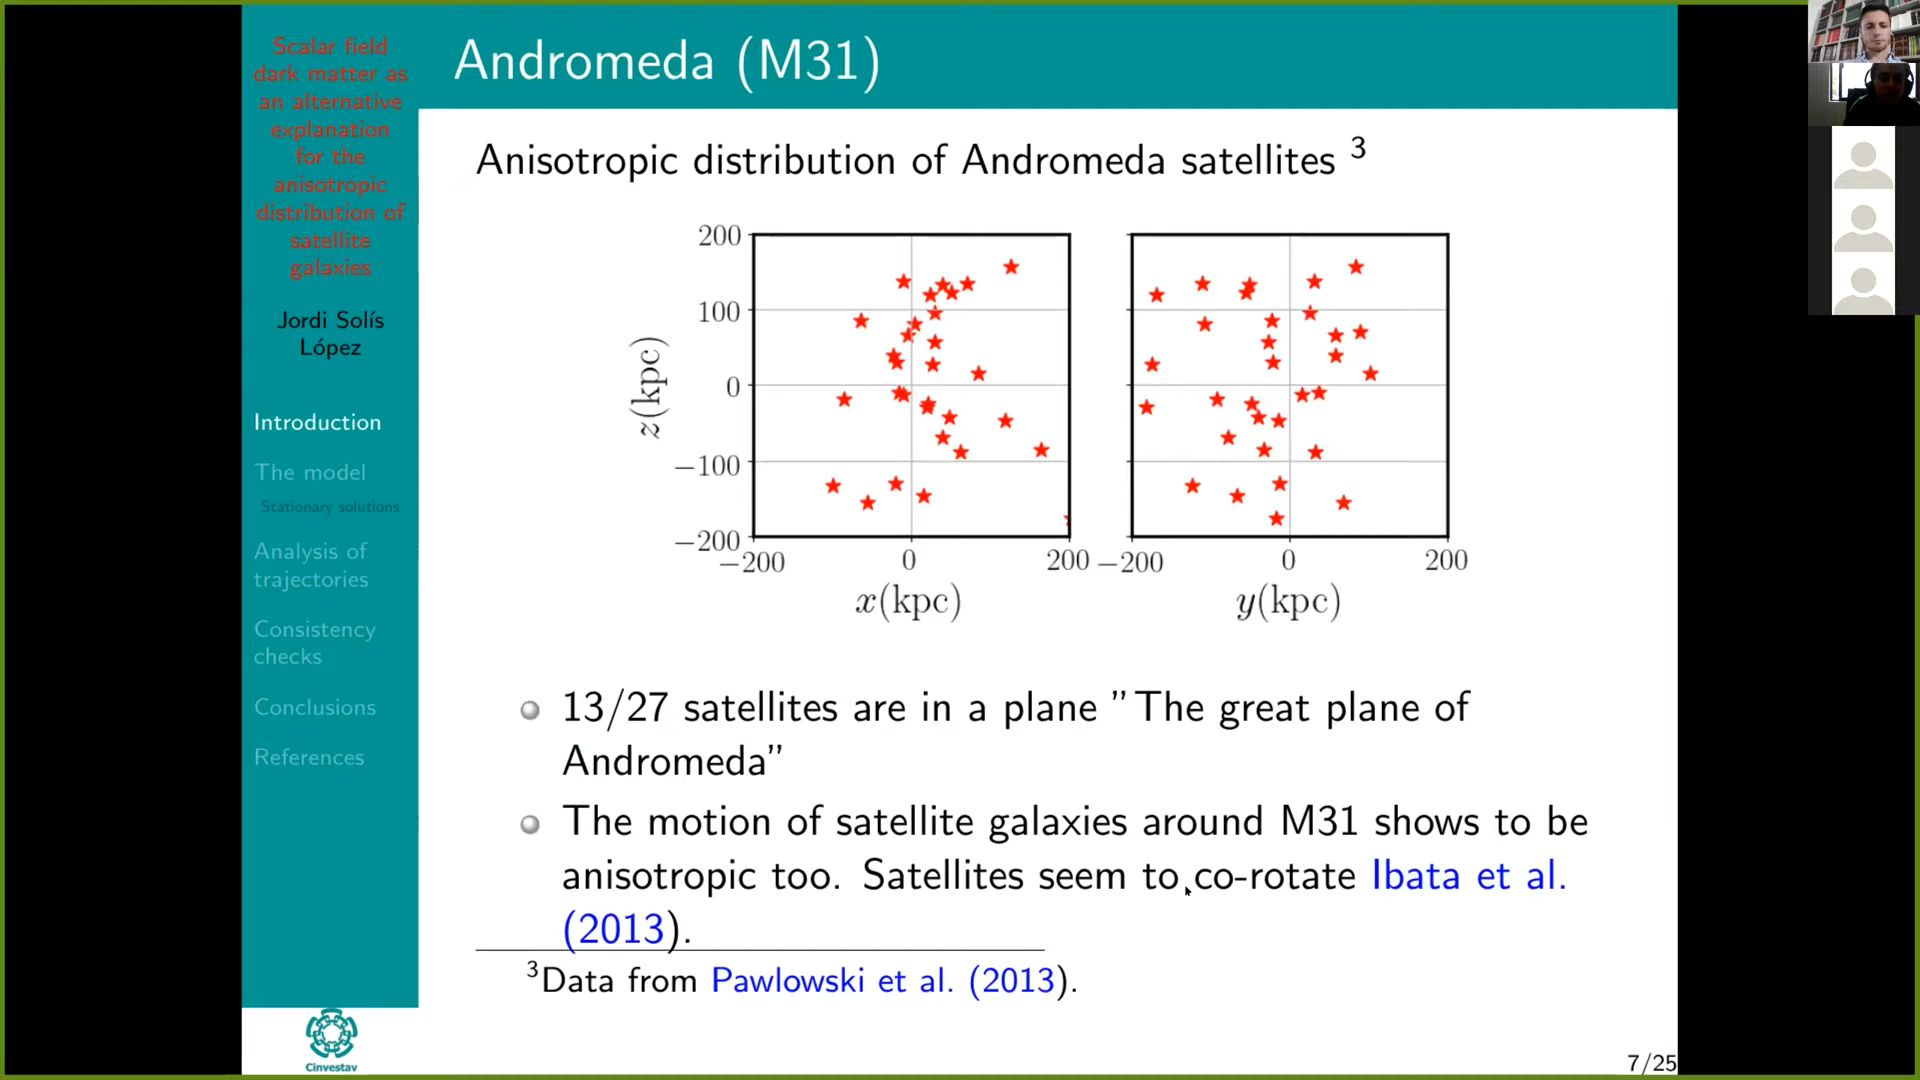 Scalar field
dark matter as
an alternative
explanation
for the
anisotropic
distribution of
satellite
galaxies
Jordi Solís
López
Introduction
The model
Stationary solutions
Analysis of
trajectories
Consistency
checks
Conclusions
References
Cinvestav
Andromeda (M31)
Anisotropic distribution of Andromeda satellites ³
200
100
0
−100
−200
z(kpc)
−200 0 200
x(kpc)
−200 0 200
y(kpc)
13/27 satellites are in a plane ”The great plane of
Andromeda”
The motion of satellite galaxies around M31 shows to be
anisotropic too. Satellites seem to co-rotate Ibata et al.
(2013).
³Data from Pawlowski et al. (2013).
7/25